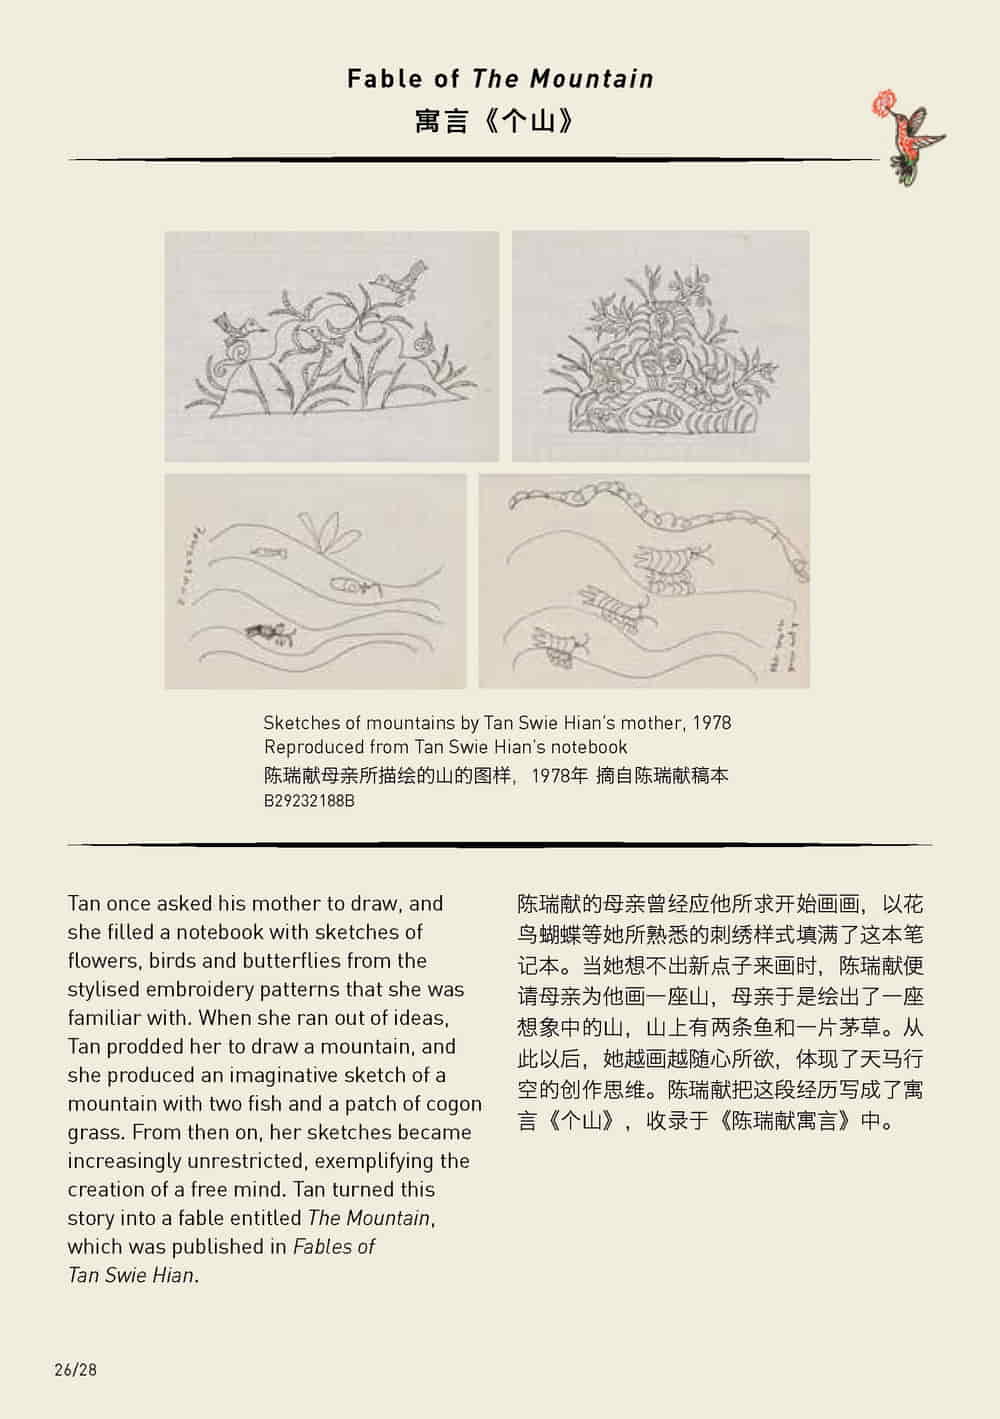 Fable of The Mountain
寓言《个山》
Sketches of mountains by Tan Swie Hian's mother, 1978
Reproduced from Tan Swie Hian's notebook
陈瑞献母亲所描绘的山的图样，1978年 摘自陈瑞献稿本
B29232188B
Tan once asked his mother to draw, and
she filled a notebook with sketches of
flowers, birds and butterflies from the
stylised embroidery patterns that she was
familiar with. When she ran out of ideas,
Tan prodded her to draw a mountain, and
she produced an imaginative sketch of a
mountain with two fish and a patch of cogon
grass. From then on, her sketches became
increasingly unrestricted, exemplifying the
creation of a free mind. Tan turned this
story into a fable entitled The Mountain,
which was published in Fables of
Tan Swie Hian.
陈瑞献的母亲曾经应他所求开始画画，以花
鸟蝴蝶等她所熟悉的刺绣样式填满了这本笔
记本。当她想不出新点子来画时，陈瑞献便
请母亲为他画一座山，母亲于是绘出了一座
想象中的山，山上有两条鱼和一片茅草。从
此以后，她越画越随心所欲，体现了天马行
空的创作思维。陈瑞献把这段经历写成了寓
言《个山》，收录于《陈瑞献寓言》中。
26/28